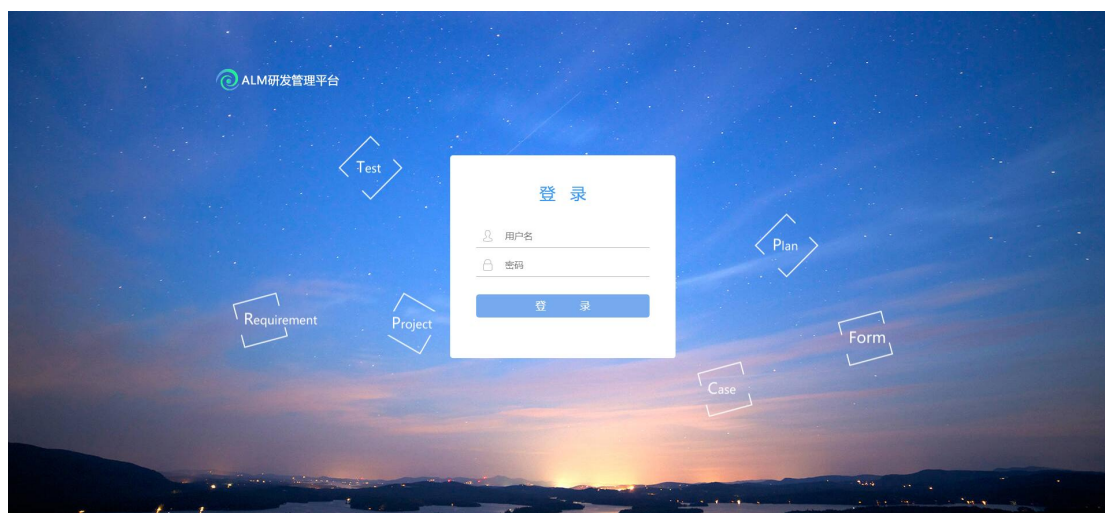 ALM研发管理平台
Test
登 录
用户名
Plan
密码
登 录
Requirement
Project
Form
Case